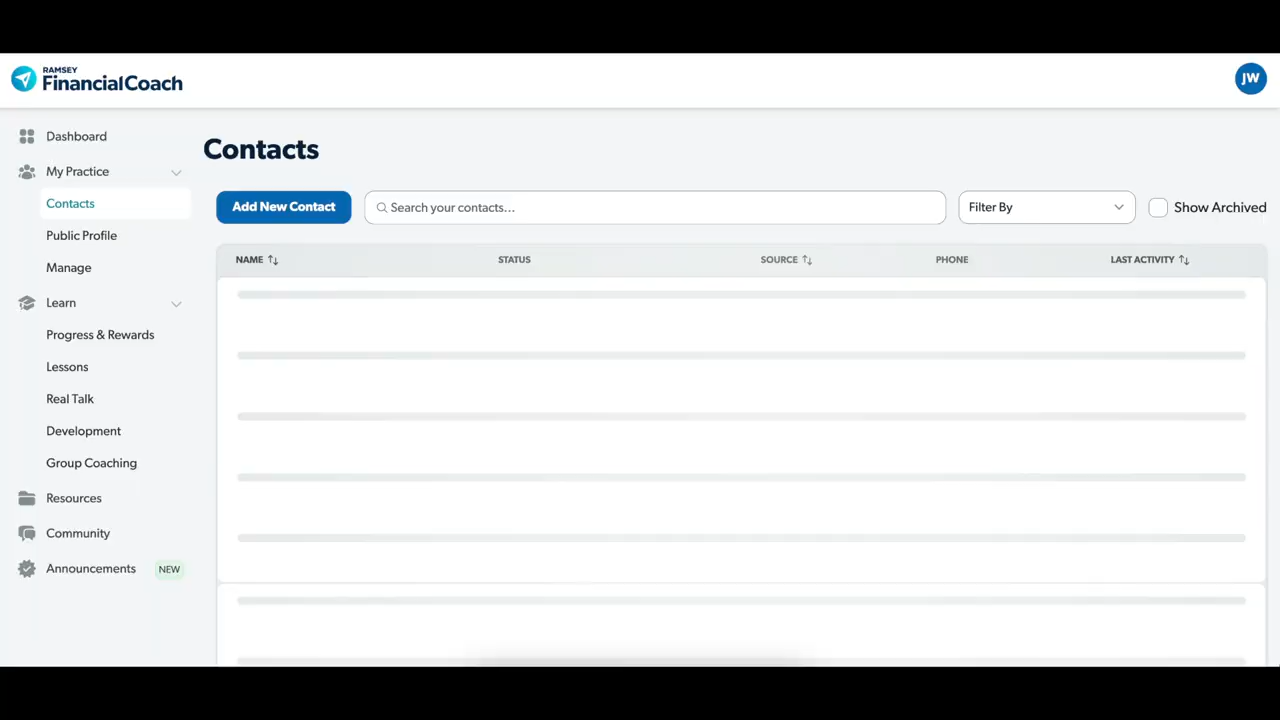 RAMSEY
FinancialCoach
JW
Dashboard
My Practice
Contacts
Public Profile
Manage
Learn
Progress & Rewards
Lessons
Real Talk
Development
Group Coaching
Resources
Community
Announcements NEW
Contacts
Add New Contact Search your contacts... Filter By Show Archived
NAME STATUS SOURCE PHONE LAST ACTIVITY